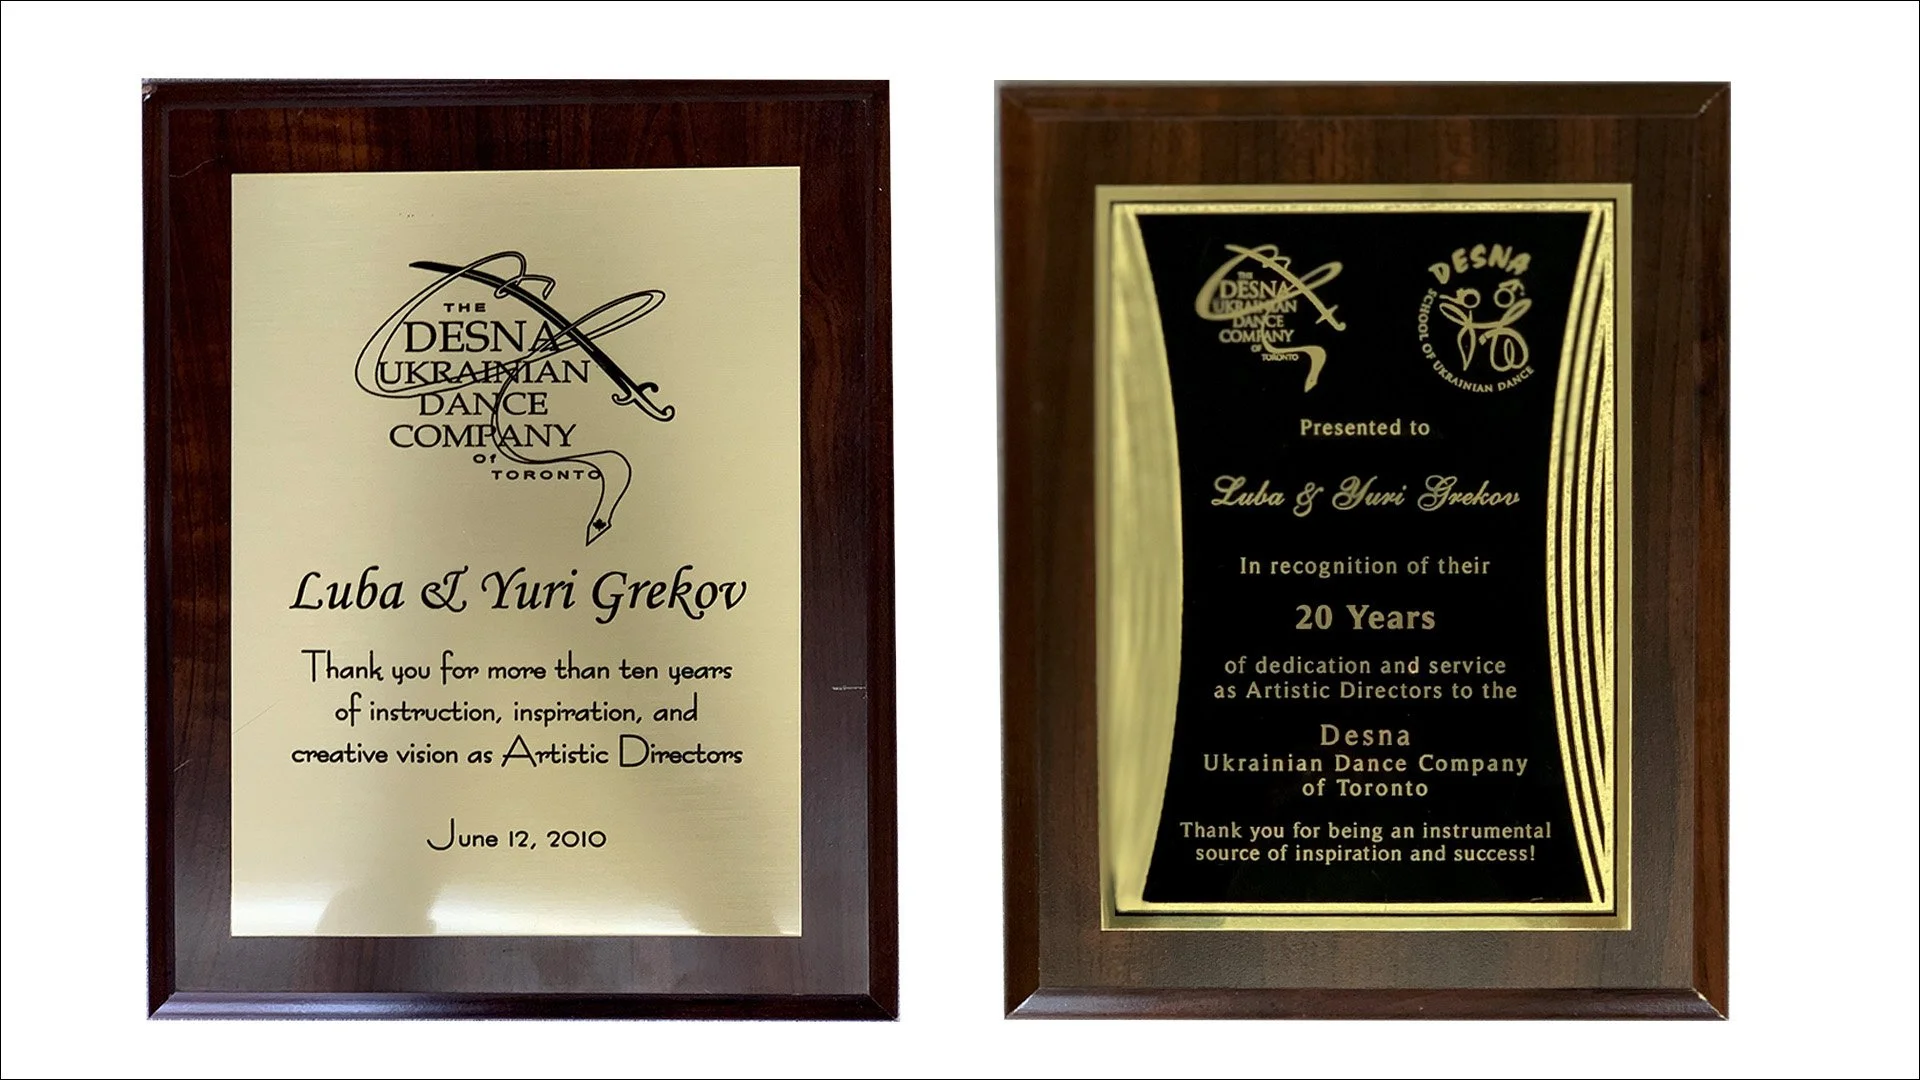 THE
DESNA
UKRAINIAN
DANCE
COMPANY
Of
TORONTO
Luba & Yuri Grekov
Thank you for more than ten years
of instruction, inspiration, and
creative vision as Artistic Directors
June 12, 2010
THE
DESNA
UKRAINIAN
DANCE
COMPANY
OF
TORONTO
DESNA
SCHOOL OF UKRAINIAN DANCE
Presented to
Luba & Yuri Grekov
In recognition of their
20 Years
of dedication and service
as Artistic Directors to the
Desna
Ukrainian Dance Company
of Toronto
Thank you for being an instrumental
source of inspiration and success!